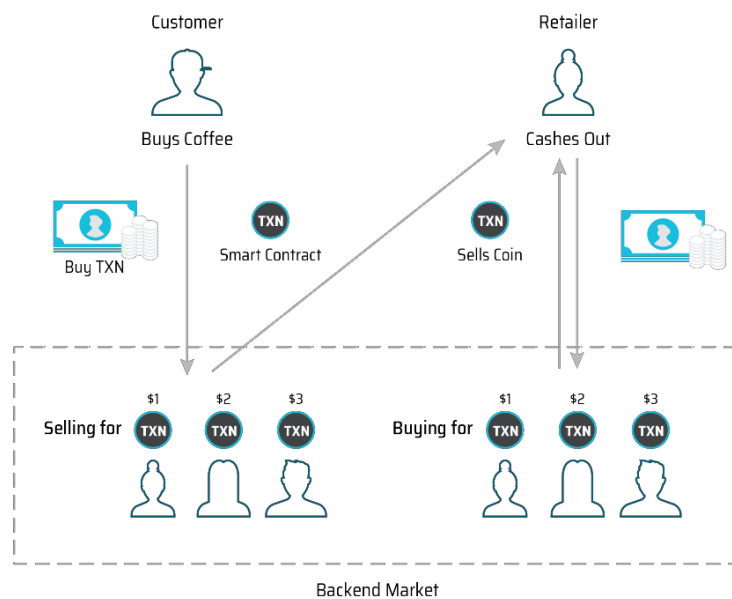 Customer
Retailer
Buys Coffee
Cashes Out
TXN
TXN
Buy TXN
Smart Contract
Sells Coin
$1 $2 $3
Selling for TXN TXN TXN
$1 $2 $3
Buying for TXN TXN TXN
Backend Market